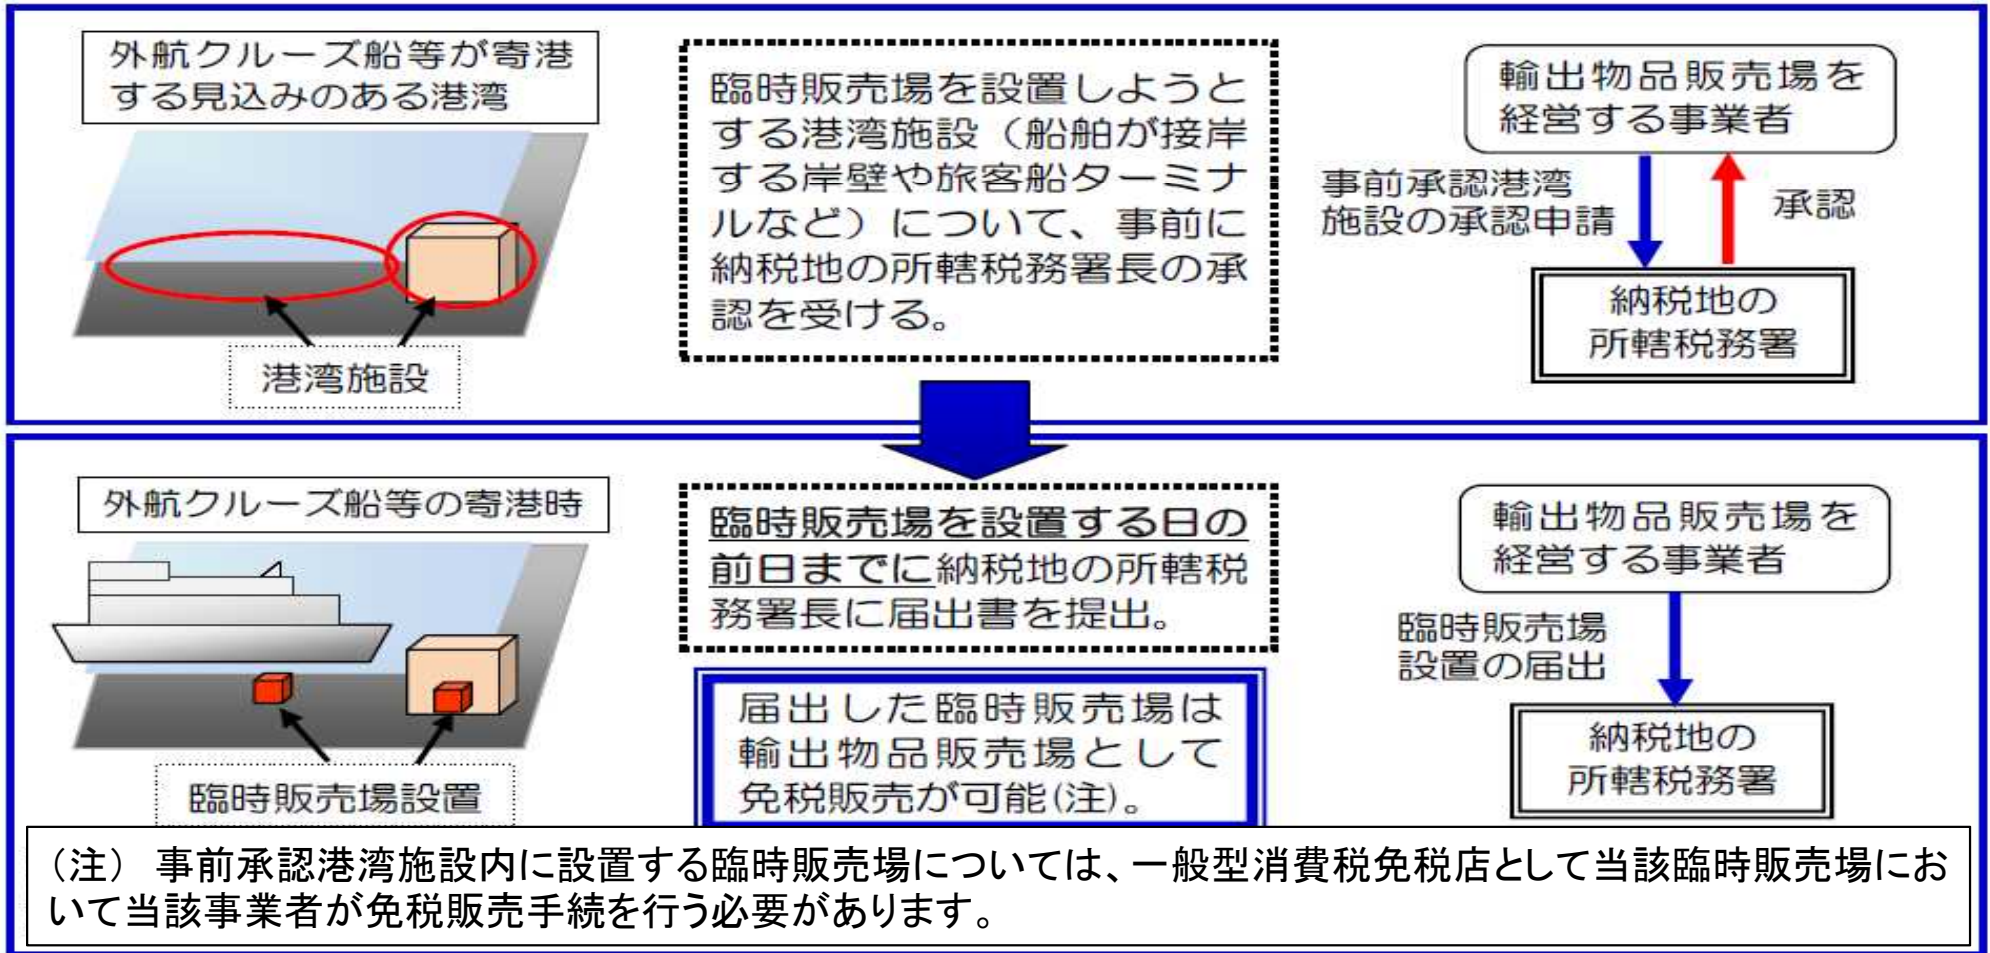 外航クルーズ船等が寄港
する見込みのある港湾
港湾施設
臨時販売場を設置しようと
する港湾施設（船舶が接岸
する岸壁や旅客船ターミナ
ルなど）について、事前に
納税地の所轄税務署長の承
認を受ける。
輸出物品販売場を
経営する事業者
事前承認港湾
施設の承認申請
承認
納税地の
所轄税務署
外航クルーズ船等の寄港時
臨時販売場設置
臨時販売場を設置する日の
前日までに納税地の所轄税
務署長に届出書を提出。
届出した臨時販売場は
輸出物品販売場として
免税販売が可能(注)。
輸出物品販売場を
経営する事業者
臨時販売場
設置の届出
納税地の
所轄税務署
（注） 事前承認港湾施設内に設置する臨時販売場については、一般型消費税免税店として当該臨時販売場にお
いて当該事業者が免税販売手続を行う必要があります。